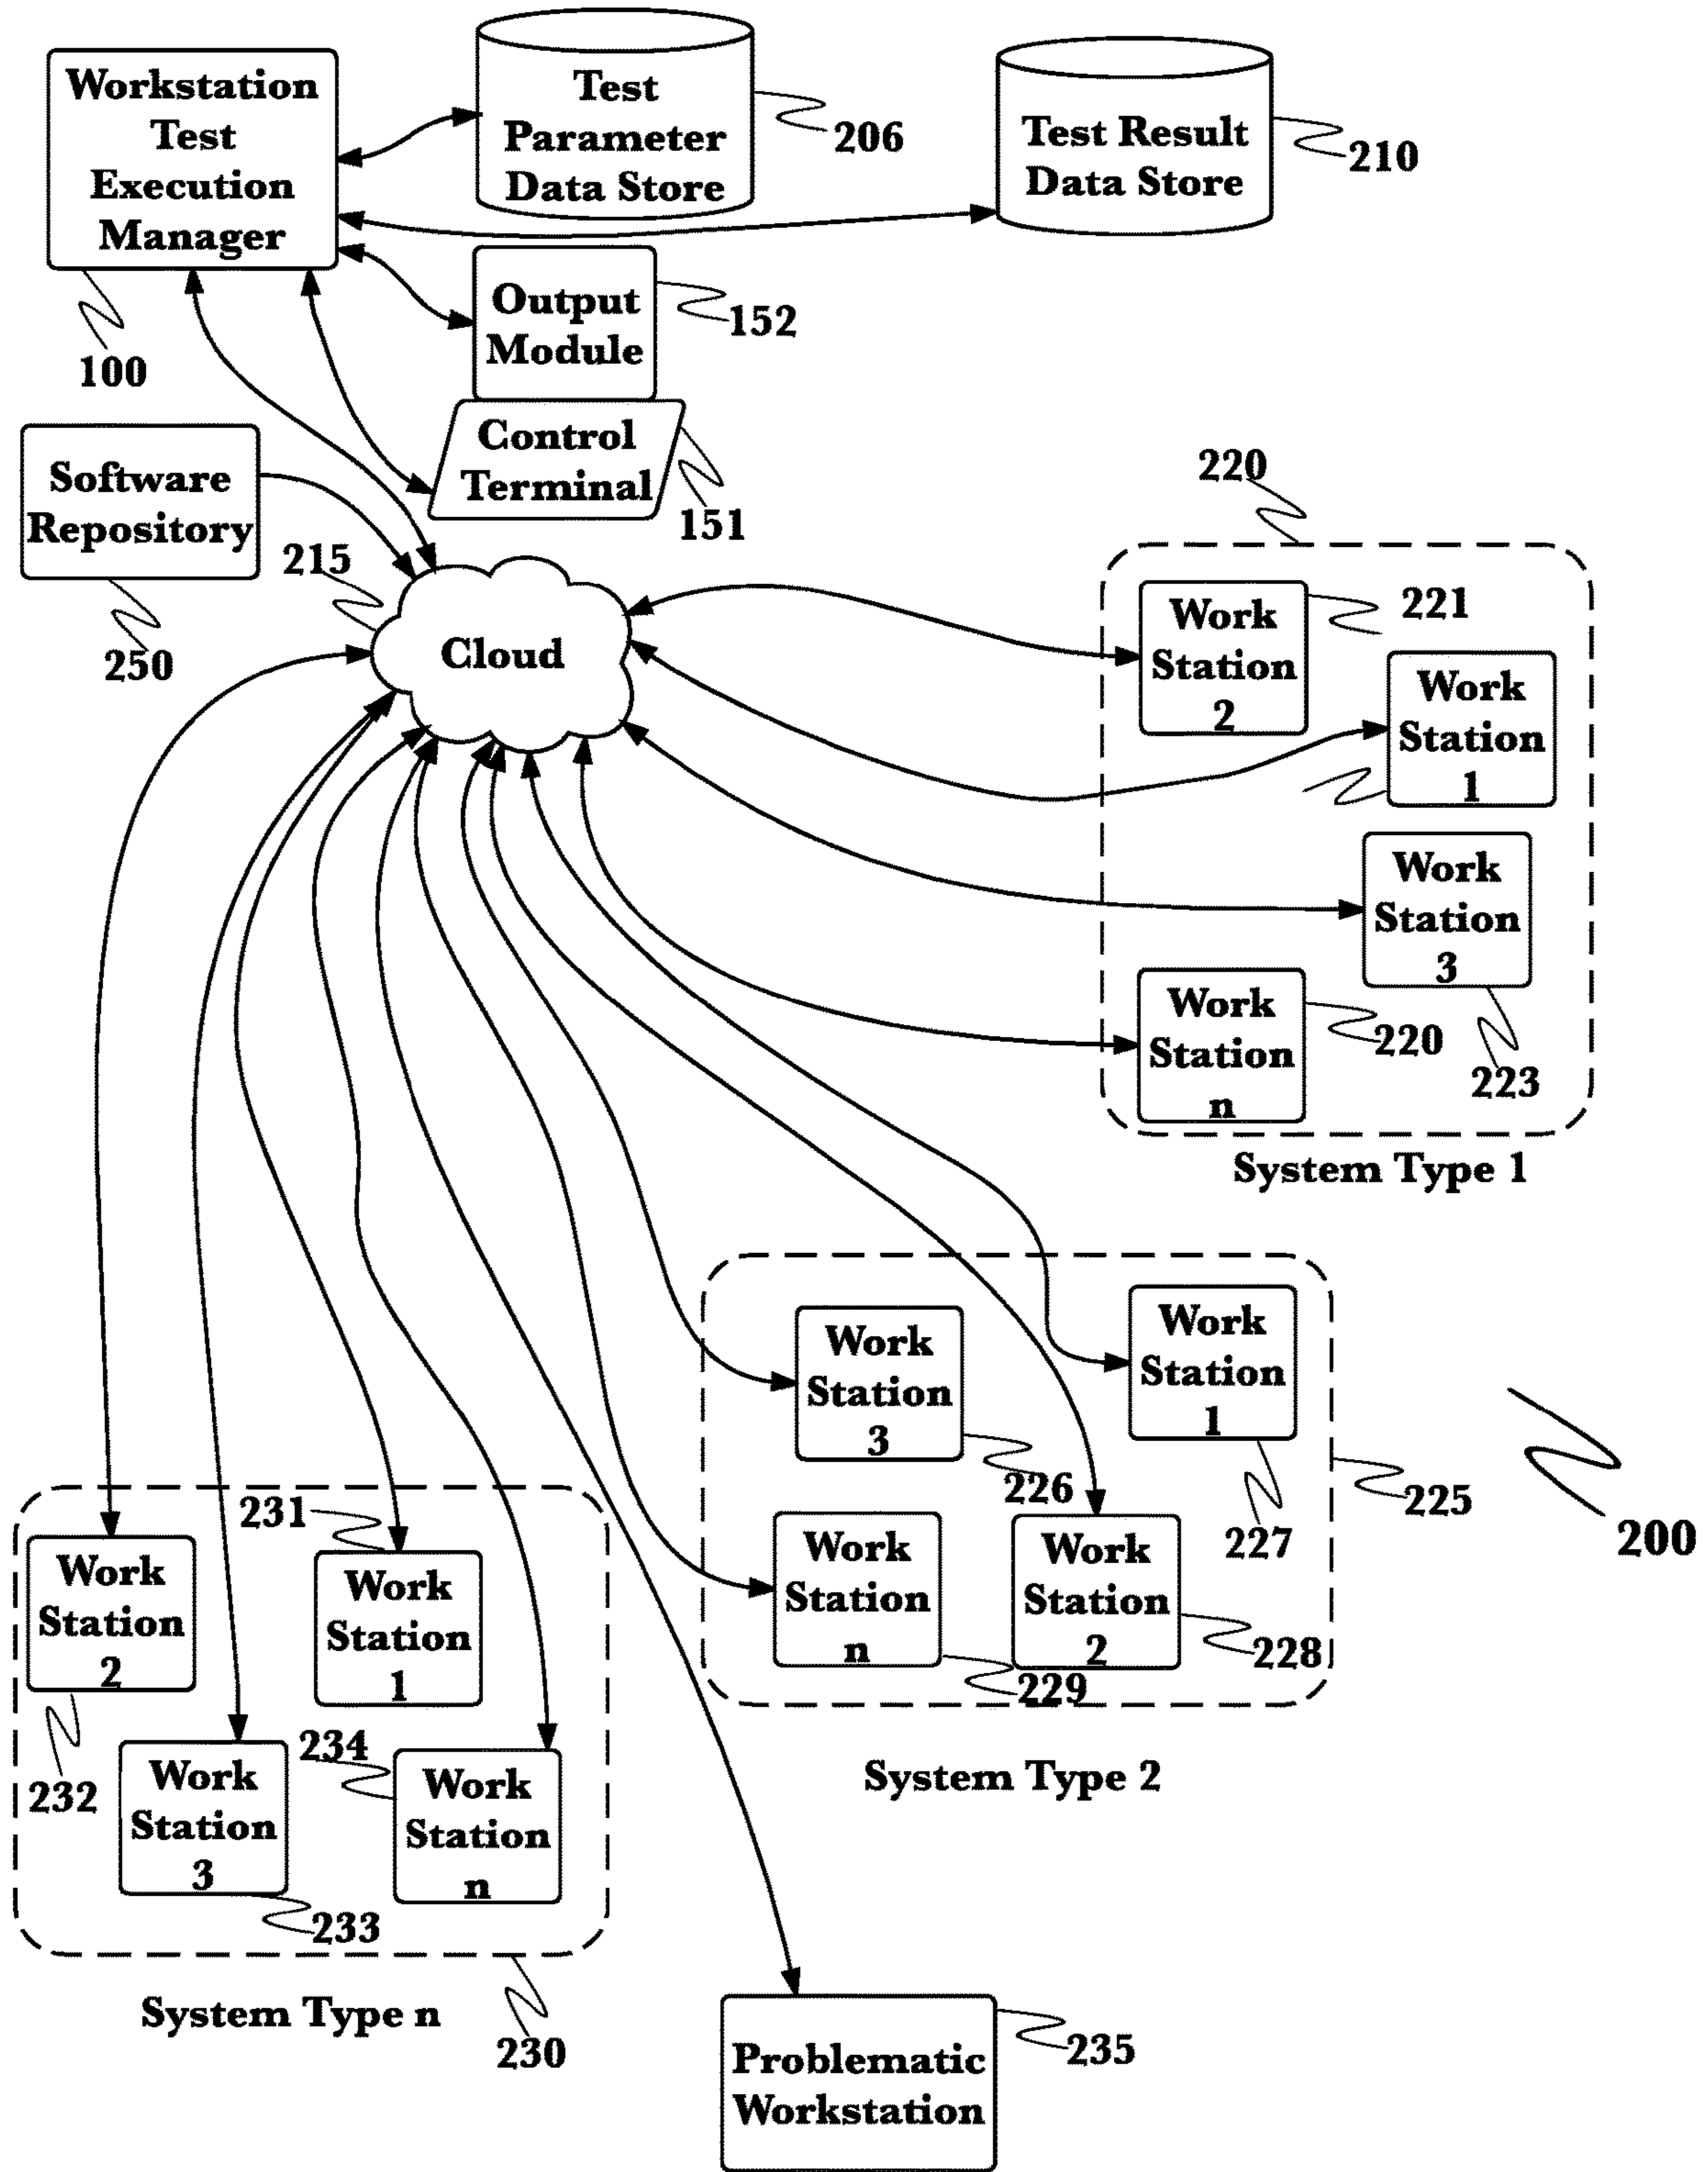 Workstation
Test
Execution
Manager
100
Test
Parameter
Data Store
206
Test Result
Data Store
210
Output
Module
152
Control
Terminal
151
Software
Repository
250
215
Cloud
220
Work
Station
2
221
Work
Station
1
Work
Station
3
223
Work
Station
n
220
System Type 1
Work
Station
3
226
Work
Station
1
227
225
200
Work
Station
n
229
Work
Station
2
228
System Type 2
231
Work
Station
2
232
Work
Station
1
Work
Station
3
233
234
Work
Station
n
System Type n
230
Problematic
Workstation
235